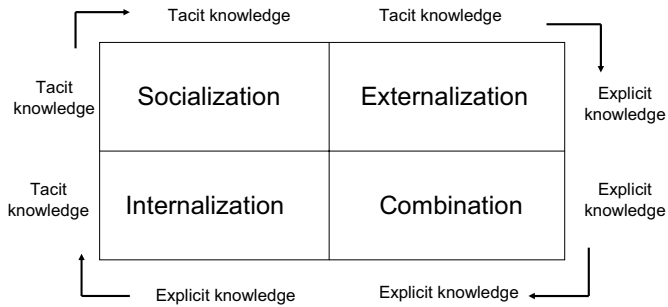 Tacit knowledge
Tacit knowledge
Tacit
knowledge
Socialization
Externalization
Explicit
knowledge
Tacit
knowledge
Internalization
Combination
Explicit
knowledge
Explicit knowledge
Explicit knowledge